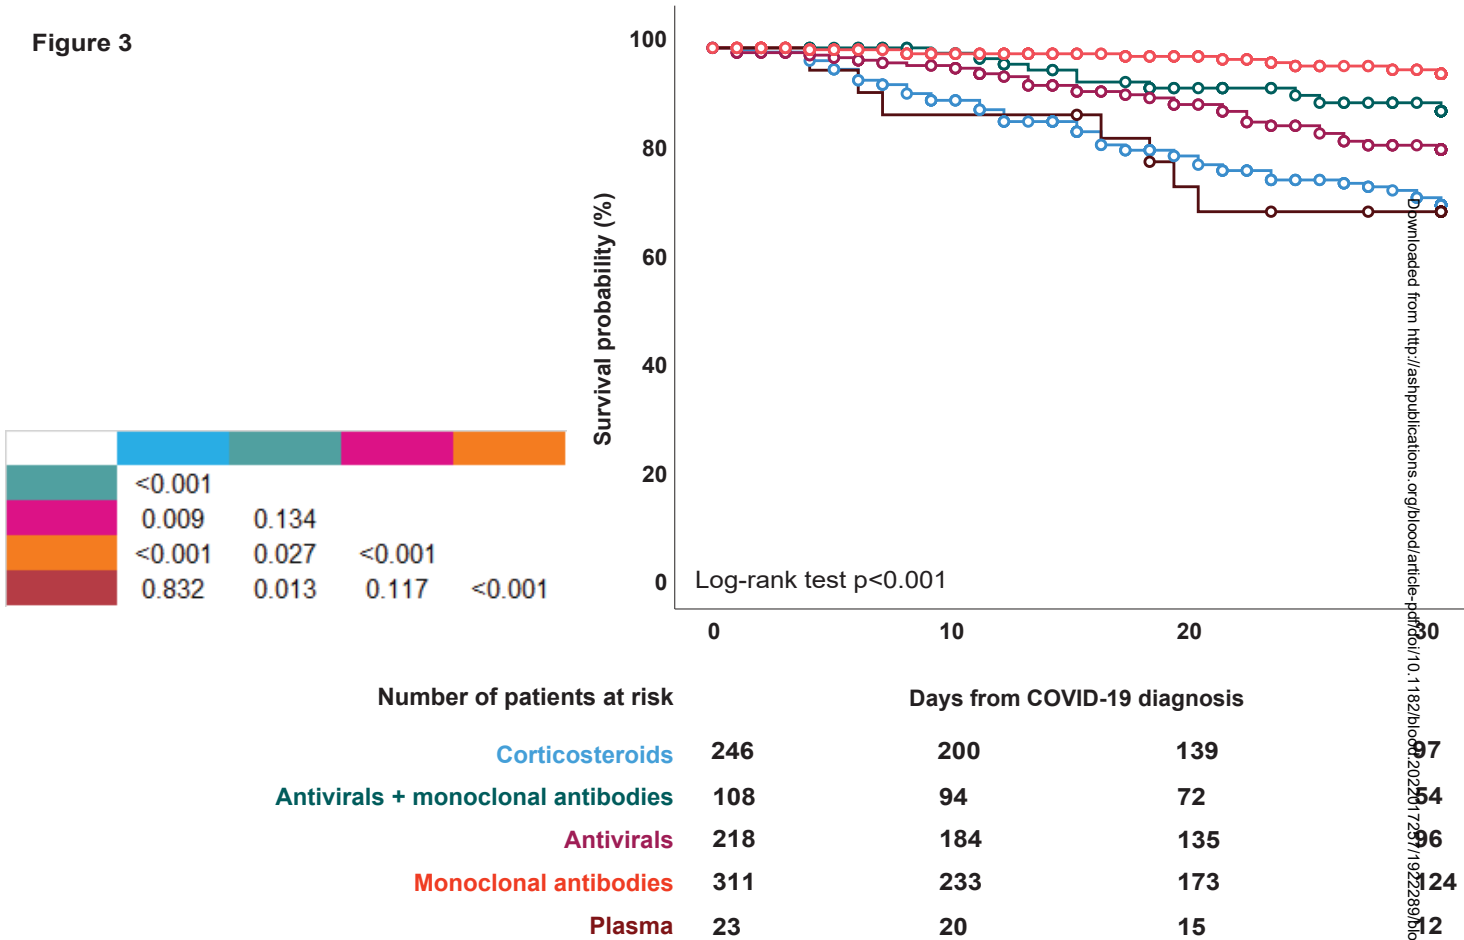 Figure 3
100
80
60
40
20
0
Survival probability (%)
<0.001
0.009 0.134
<0.001 0.027 <0.001
0.832 0.013 0.117 <0.001
Log-rank test p<0.001
0 10 20 30
Number of patients at risk Days from COVID-19 diagnosis
Corticosteroids 246 200 139 97
Antivirals + monoclonal antibodies 108 94 72 54
Antivirals 218 184 135 96
Monoclonal antibodies 311 233 173 124
Plasma 23 20 15 12
Downloaded from http://ashpublications.org/blood/article-pdf/doi/10.1182/blood.2022017257/1922289/blo